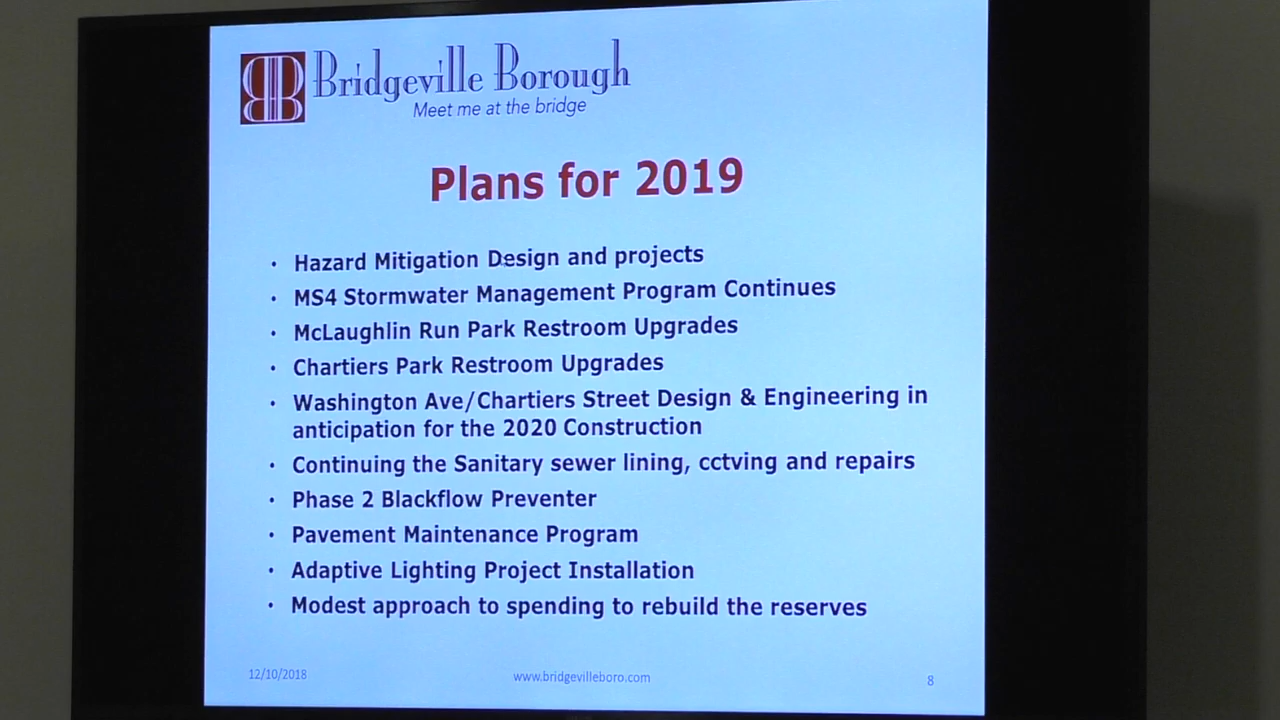 Bridgeville Borough
Meet me at the bridge
Plans for 2019
• Hazard Mitigation Design and projects
• MS4 Stormwater Management Program Continues
• McLaughlin Run Park Restroom Upgrades
• Chartiers Park Restroom Upgrades
• Washington Ave/Chartiers Street Design & Engineering in
anticipation for the 2020 Construction
• Continuing the Sanitary sewer lining, cctving and repairs
• Phase 2 Blackflow Preventer
• Pavement Maintenance Program
• Adaptive Lighting Project Installation
• Modest approach to spending to rebuild the reserves
12/10/2018 www.bridgevilleboro.com 8